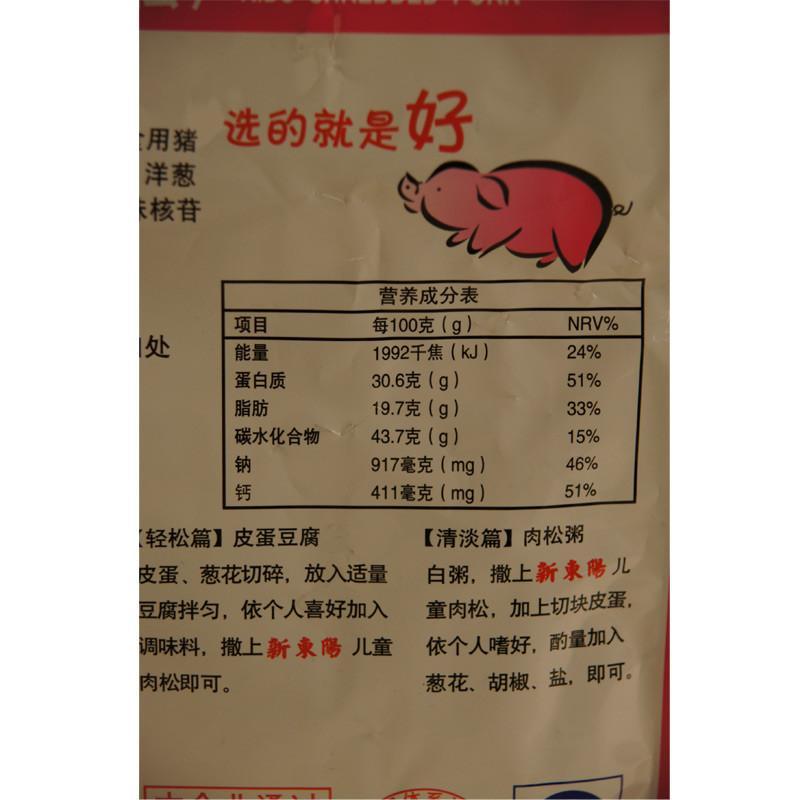 KIDS SHREDDED PORK
选的就是好
用猪
洋葱
味核苷
处
营养成分表
项目 每100克(g) NRV%
能量 1992千焦(kJ) 24%
蛋白质 30.6克(g) 51%
脂肪 19.7克(g) 33%
碳水化合物 43.7克(g) 15%
钠 917毫克(mg) 46%
钙 411毫克(mg) 51%
【轻松篇】皮蛋豆腐
皮蛋、葱花切碎，放入适量
豆腐拌匀，依个人喜好加入
调味料，撒上新東陽儿童
肉松即可。
【清淡篇】肉松粥
白粥，撒上新東陽儿
童肉松，加上切块皮蛋，
依个人嗜好，酌量加入
葱花、胡椒、盐，即可。